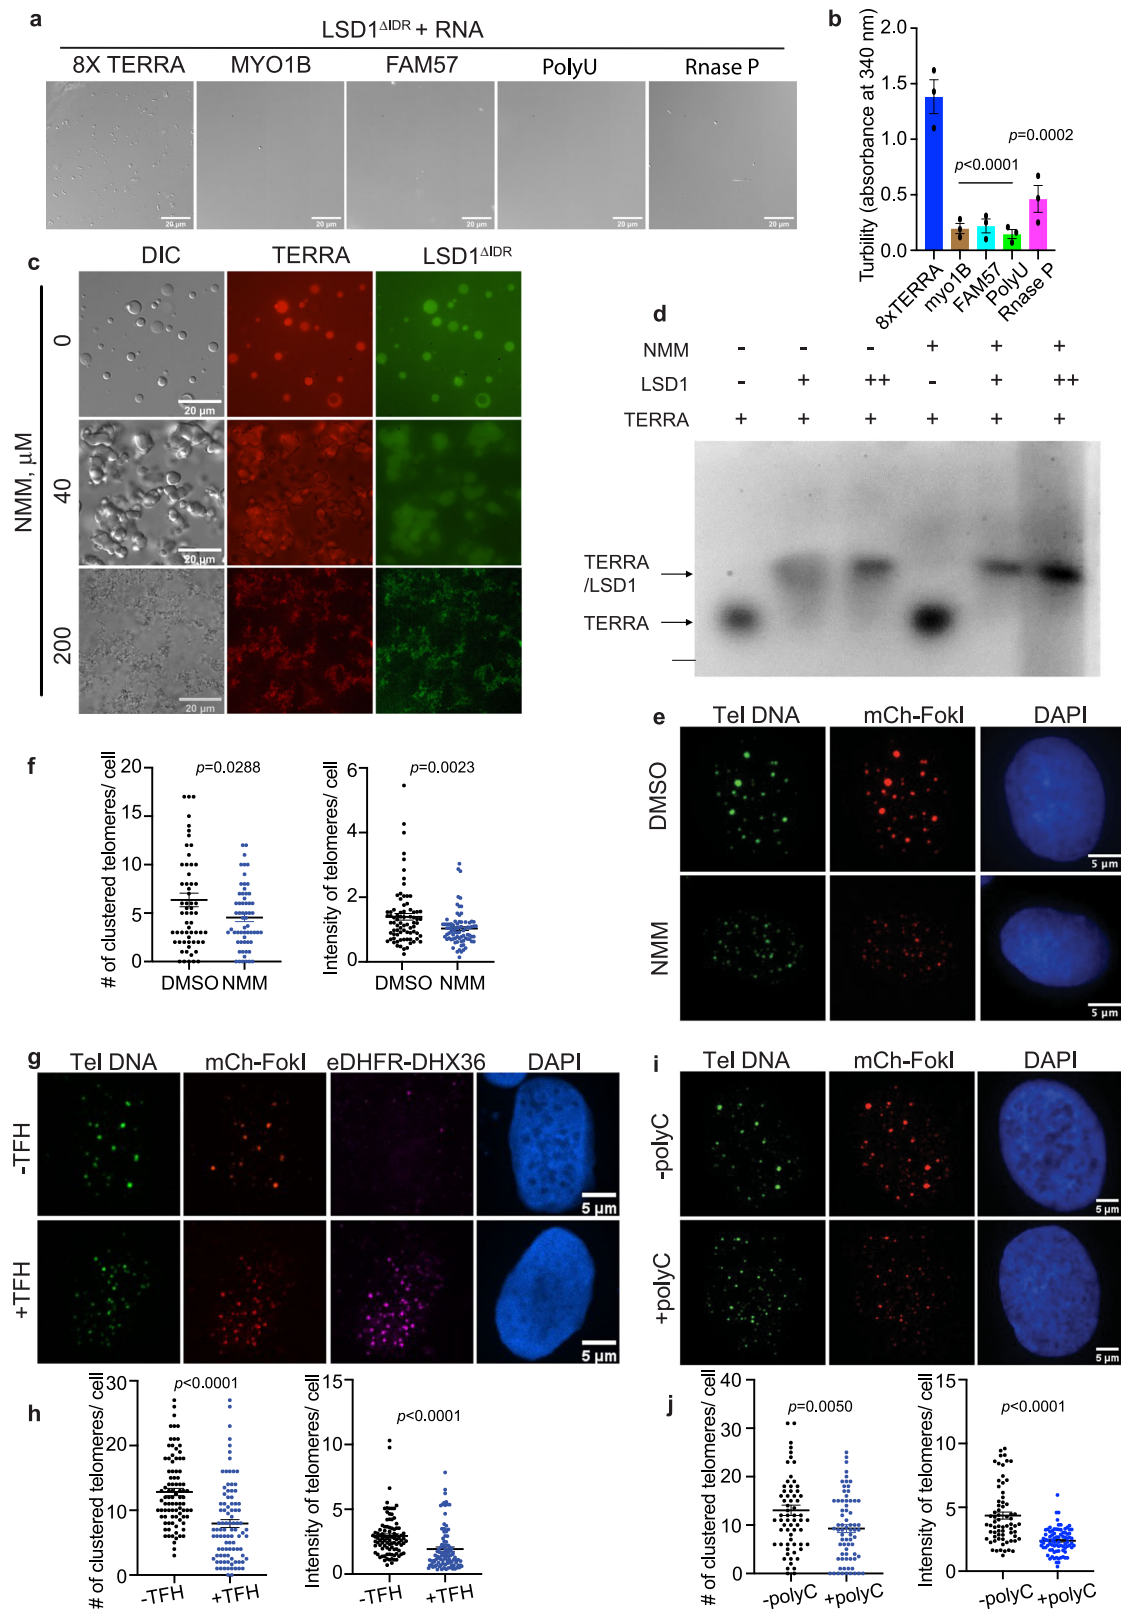 a
LSD1ΔIDR + RNA
8X TERRA MYO1B FAM57 PolyU Rnase P
20 µm 20 µm 20 µm 20 µm 20 µm
b
Turbility (absorbance at 340 nm)
1.5
1.0
0.5
0.0
p<0.0001
p=0.0002
8xTERRA myo1B FAM57 PolyU Rnase P
c
DIC TERRA LSD1ΔIDR
NMM, µM
0
20 µm
40
20 µm
200
20 µm
d
NMM - - - + + +
LSD1 - + ++ - + ++
TERRA + + + + + +
TERRA
/LSD1
TERRA
e
Tel DNA mCh-FokI DAPI
DMSO
5 µm
NMM
5 µm
f
# of clustered telomeres/ cell
20
15
10
5
0
p=0.0288
DMSO NMM
Intensity of telomeres/ cell
6
4
2
0
p=0.0023
DMSO NMM
g
Tel DNA mCh-FokI eDHFR-DHX36 DAPI
-TFH
5 µm
+TFH
5 µm
h
# of clustered telomeres/ cell
30
20
10
0
p<0.0001
-TFH +TFH
Intensity of telomeres/ cell
15
10
5
0
p<0.0001
-TFH +TFH
i
Tel DNA mCh-FokI DAPI
-polyC
5 µm
+polyC
5 µm
j
# of clustered telomeres/ cell
40
30
20
10
0
p=0.0050
-polyC +polyC
Intensity of telomeres/ cell
15
10
5
0
p<0.0001
-polyC +polyC